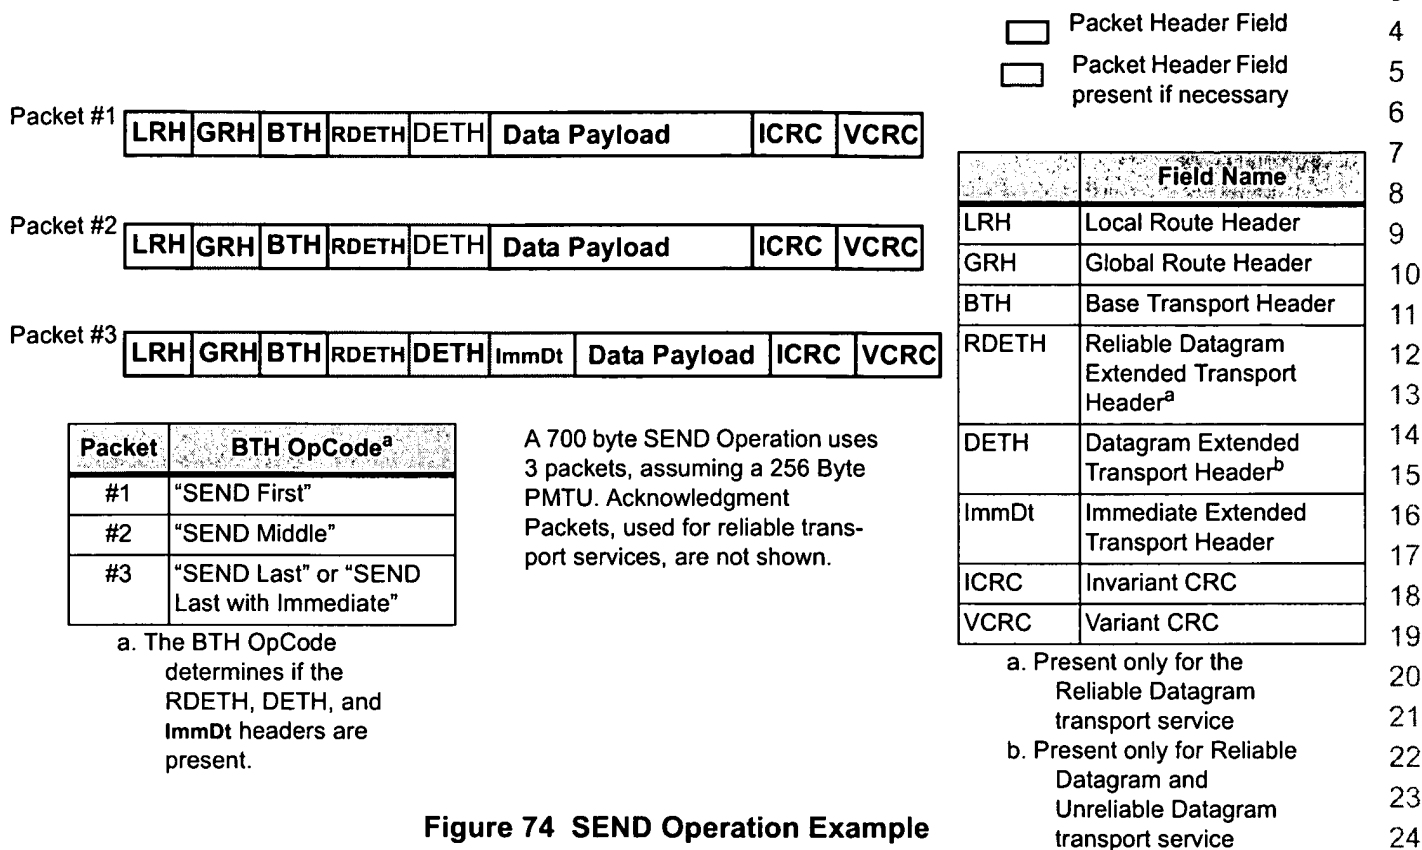 Packet Header Field
Packet Header Field
present if necessary
Packet #1 LRH GRH BTH RDETH DETH Data Payload ICRC VCRC
Packet #2 LRH GRH BTH RDETH DETH Data Payload ICRC VCRC
Packet #3 LRH GRH BTH RDETH DETH ImmDt Data Payload ICRC VCRC
Packet BTH OpCodeᵃ
#1 "SEND First"
#2 "SEND Middle"
#3 "SEND Last" or "SEND
Last with Immediate"
a. The BTH OpCode
determines if the
RDETH, DETH, and
ImmDt headers are
present.
A 700 byte SEND Operation uses
3 packets, assuming a 256 Byte
PMTU. Acknowledgment
Packets, used for reliable trans-
port services, are not shown.
Field Name
LRH Local Route Header
GRH Global Route Header
BTH Base Transport Header
RDETH Reliable Datagram
Extended Transport
Headerᵃ
DETH Datagram Extended
Transport Headerᵇ
ImmDt Immediate Extended
Transport Header
ICRC Invariant CRC
VCRC Variant CRC
a. Present only for the
Reliable Datagram
transport service
b. Present only for Reliable
Datagram and
Unreliable Datagram
transport service
Figure 74 SEND Operation Example
4
5
6
7
8
9
10
11
12
13
14
15
16
17
18
19
20
21
22
23
24